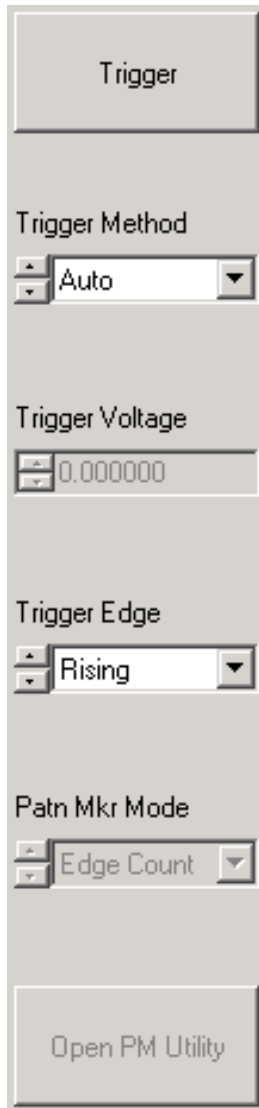 Trigger
Trigger Method
Auto
Trigger Voltage
0.000000
Trigger Edge
Rising
Patn Mkr Mode
Edge Count
Open PM Utility